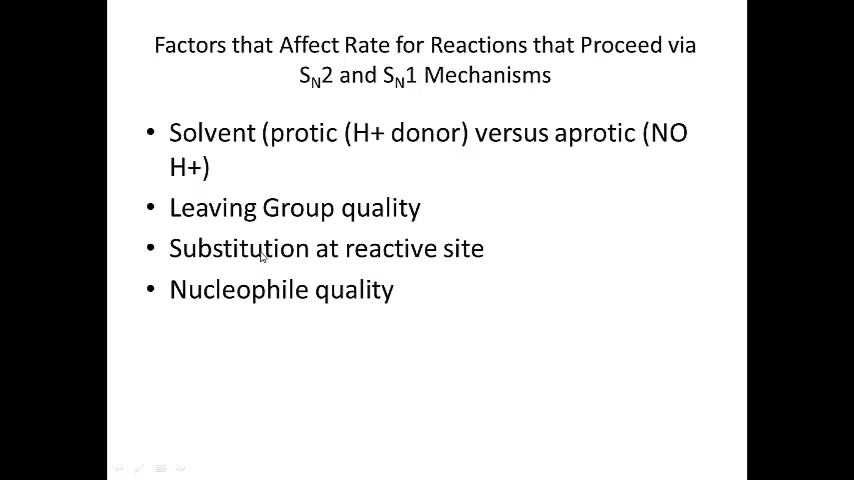 Factors that Affect Rate for Reactions that Proceed via
SN2 and SN1 Mechanisms
• Solvent (protic (H+ donor) versus aprotic (NO
H+)
• Leaving Group quality
• Substitution at reactive site
• Nucleophile quality